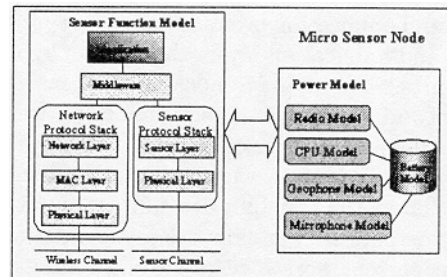 Sensor Function Model
Application
Middleware
Network
Protocol Stack
Network Layer
MAC Layer
Physical Layer
Sensor
Protocol Stack
Sensor Layer
Physical Layer
Wireless Channel
Sensor Channel
Micro Sensor Node
Power Model
Radio Model
CPU Model
Geophone Model
Microphone Model
Battery
Model